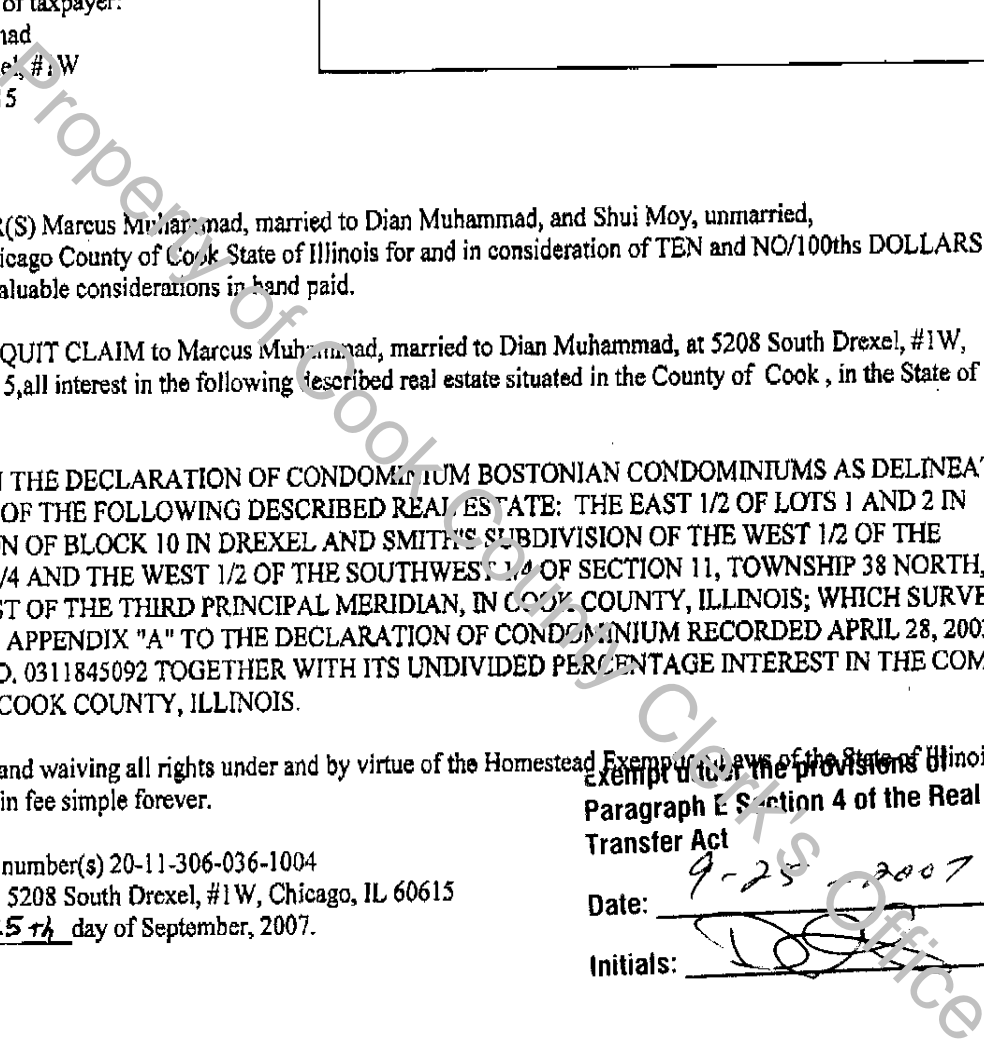 of taxpayer:
mad
el, #1W
5
R(S) Marcus Muhammad, married to Dian Muhammad, and Shui Moy, unmarried,
icago County of Cook State of Illinois for and in consideration of TEN and NO/100ths DOLLARS
aluable considerations in hand paid.
QUIT CLAIM to Marcus Muhammad, married to Dian Muhammad, at 5208 South Drexel, #1W,
5,all interest in the following described real estate situated in the County of Cook , in the State of
THE DECLARATION OF CONDOMINIUM BOSTONIAN CONDOMINIUMS AS DELINEAT
OF THE FOLLOWING DESCRIBED REAL ESTATE: THE EAST 1/2 OF LOTS 1 AND 2 IN
N OF BLOCK 10 IN DREXEL AND SMITH'S SUBDIVISION OF THE WEST 1/2 OF THE
/4 AND THE WEST 1/2 OF THE SOUTHWEST 1/4 OF SECTION 11, TOWNSHIP 38 NORTH,
ST OF THE THIRD PRINCIPAL MERIDIAN, IN COOK COUNTY, ILLINOIS; WHICH SURVE
APPENDIX "A" TO THE DECLARATION OF CONDOMINIUM RECORDED APRIL 28, 2003
O. 0311845092 TOGETHER WITH ITS UNDIVIDED PERCENTAGE INTEREST IN THE COM
COOK COUNTY, ILLINOIS.
and waiving all rights under and by virtue of the Homestead Exemption Laws of the State of Illinoi
in fee simple forever.
Exempt under the provisions of
Paragraph E Section 4 of the Real
Transfer Act
number(s) 20-11-306-036-1004
5208 South Drexel, #1W, Chicago, IL 60615
5th day of September, 2007.
Date: 9-25-2007
Initials:
Property of Cook County Clerk's Office